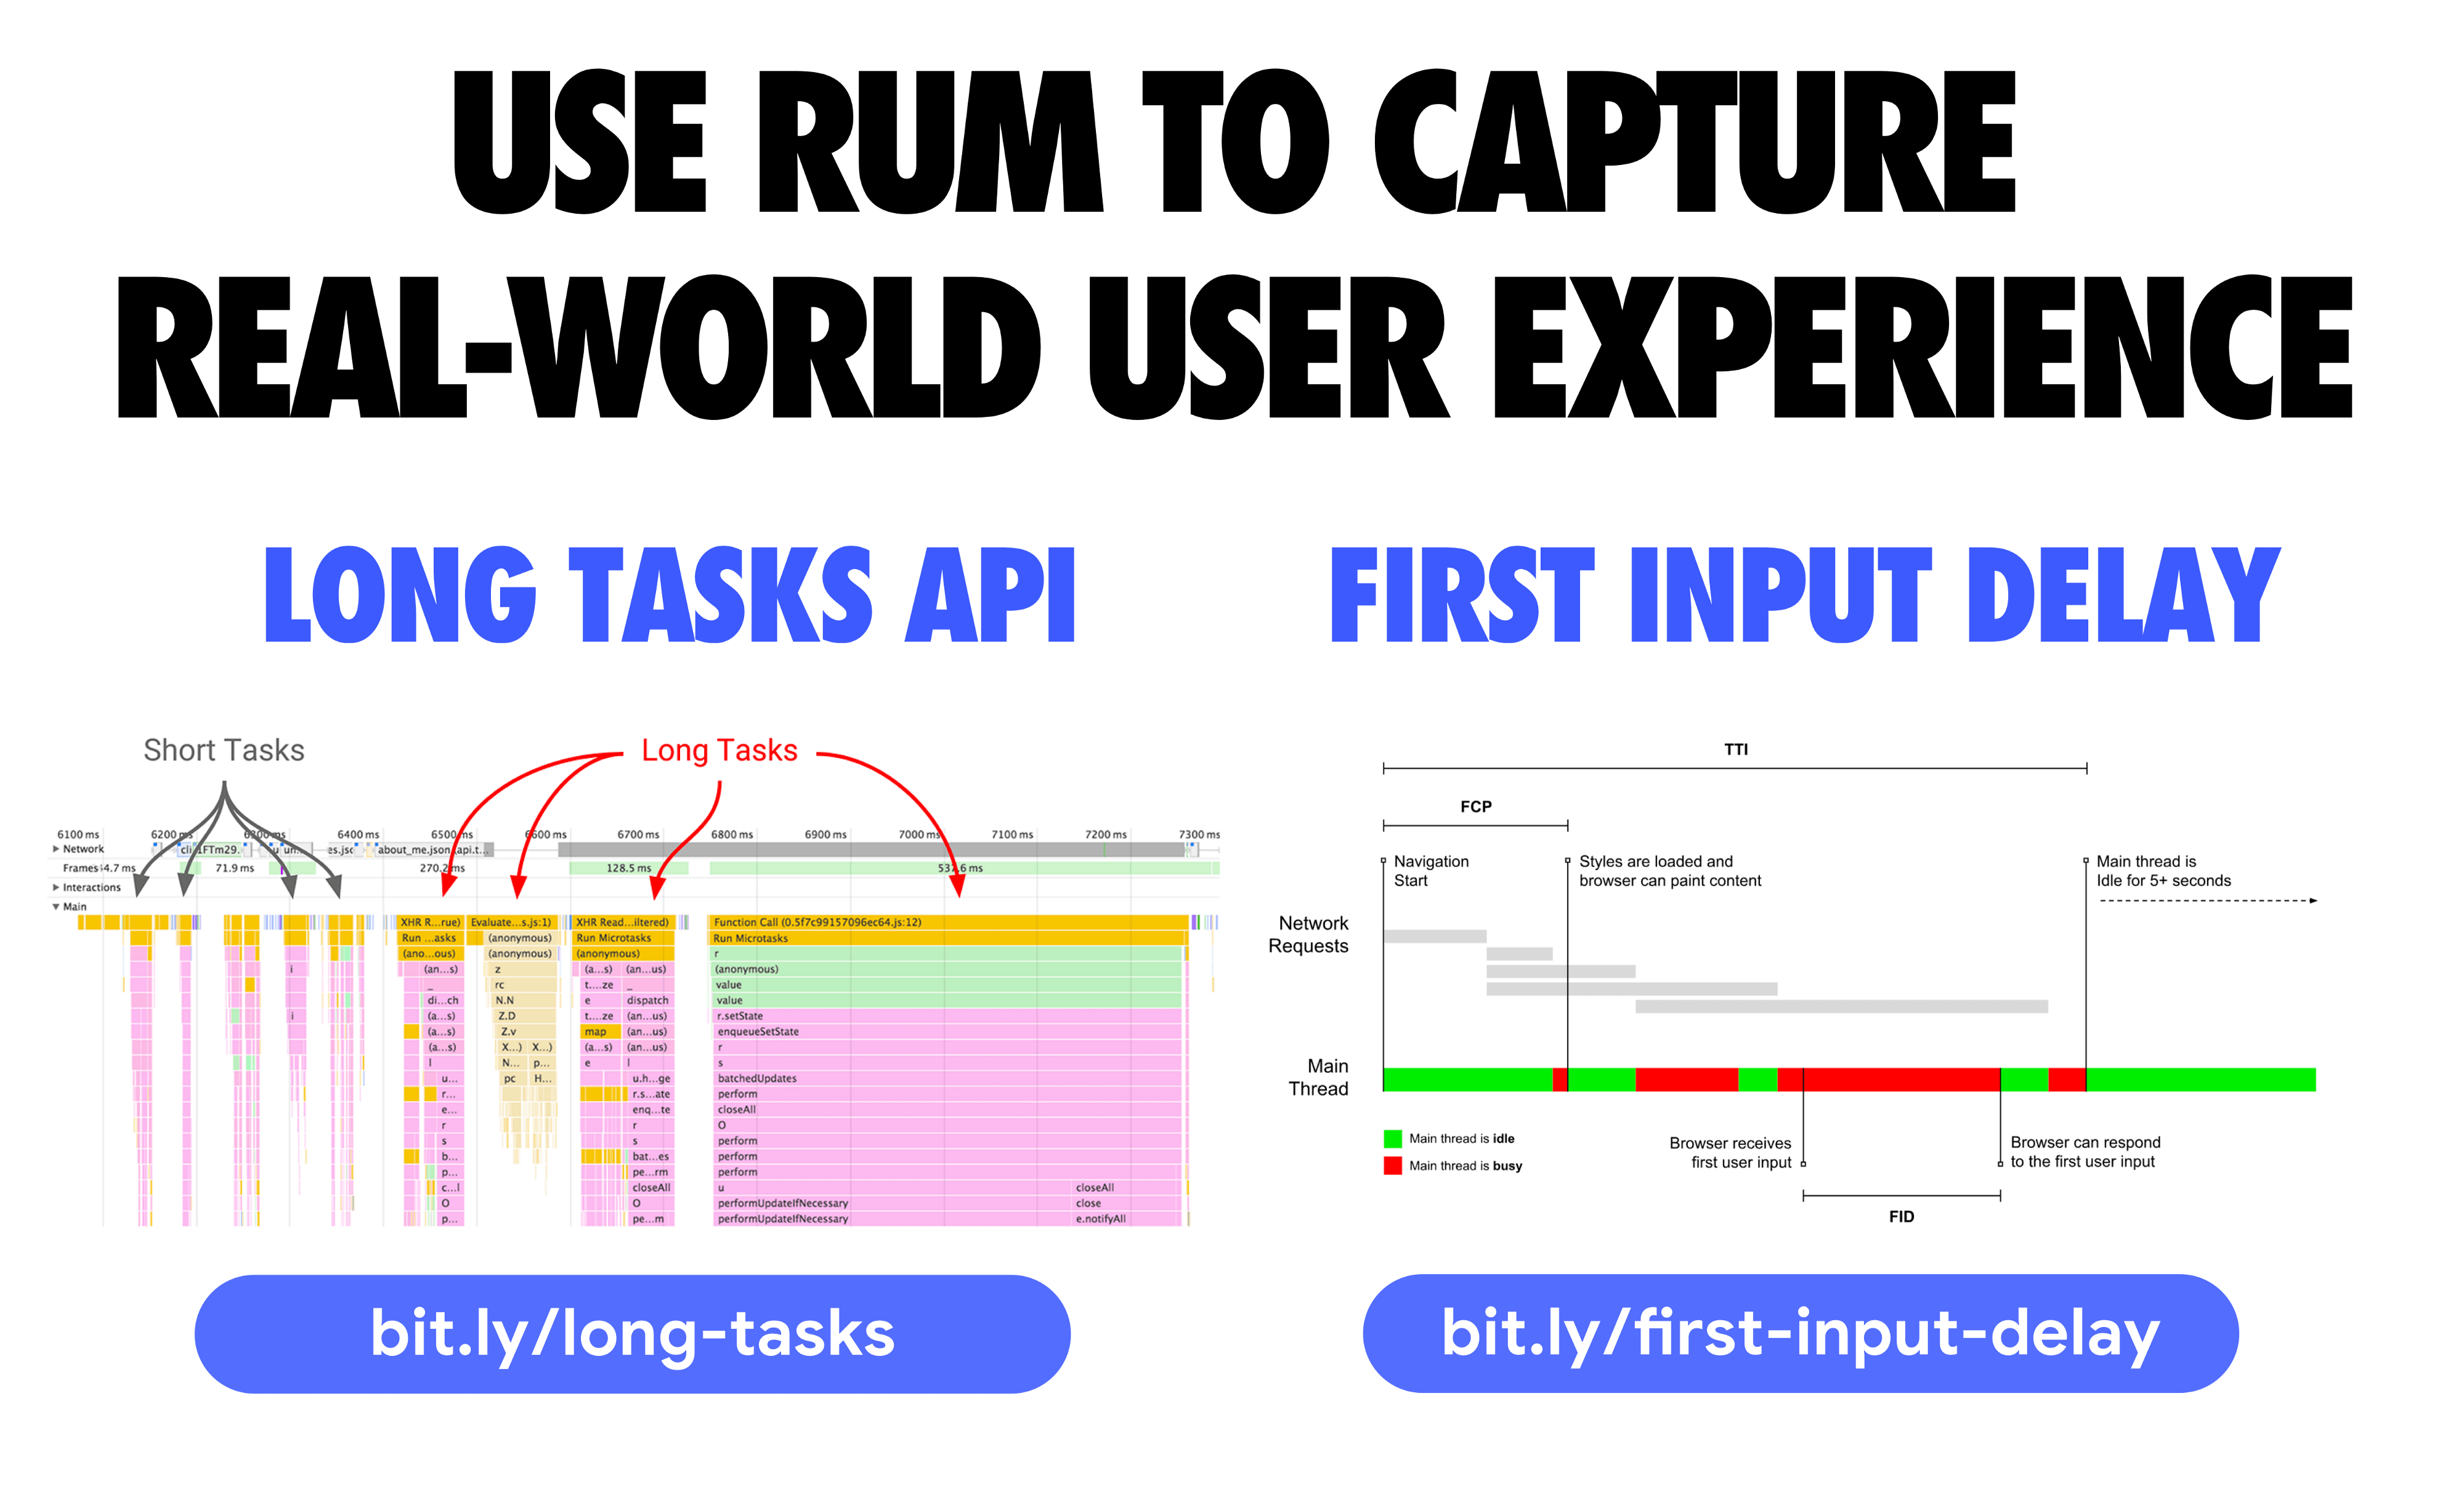 USE RUM TO CAPTURE
REAL-WORLD USER EXPERIENCE
LONG TASKS API
Short Tasks
Long Tasks
6100 ms 6200 ms 6300 ms 6400 ms 6500 ms 6600 ms 6700 ms 6800 ms 6900 ms 7000 ms 7100 ms 7200 ms 7300 ms
Network about_me.json api.t...
Frames 71.9 ms 270.2 ms 128.5 ms 537.6 ms
Interactions
Main
XHR R...rue) Evaluate...s.js:1) XHR Read...iltered) Function Call (0.5f7c99157096ec64.js:12)
Run ...asks (anonymous) Run Microtasks Run Microtasks
(ano...ous) (anonymous) (anonymous) r
i (an...s) z (a...s) (an...us) (anonymous)
_ rc t....ze _ value
di...ch N.N e dispatch value
i (a...s) Z.D t....ze (an...us) r.setState
(a...s) Z.v map (an...us) enqueueSetState
(a...s) X...) X...) (a...s) (an...us) r
l N... p... e l s
u... pc H... u.h...ge batchedUpdates
r... r.s...ate perform
e... enq...te closeAll
r r O
s s perform
b... bat...es perform
p... pe...rm perform
c...l closeAll u closeAll
O O performUpdateIfNecessary close
p... pe...m performUpdateIfNecessary e.notifyAll
bit.ly/long-tasks
FIRST INPUT DELAY
TTI
FCP
Navigation
Start
Styles are loaded and
browser can paint content
Main thread is
Idle for 5+ seconds
Network
Requests
Main
Thread
Main thread is idle
Main thread is busy
Browser receives
first user input
Browser can respond
to the first user input
FID
bit.ly/first-input-delay